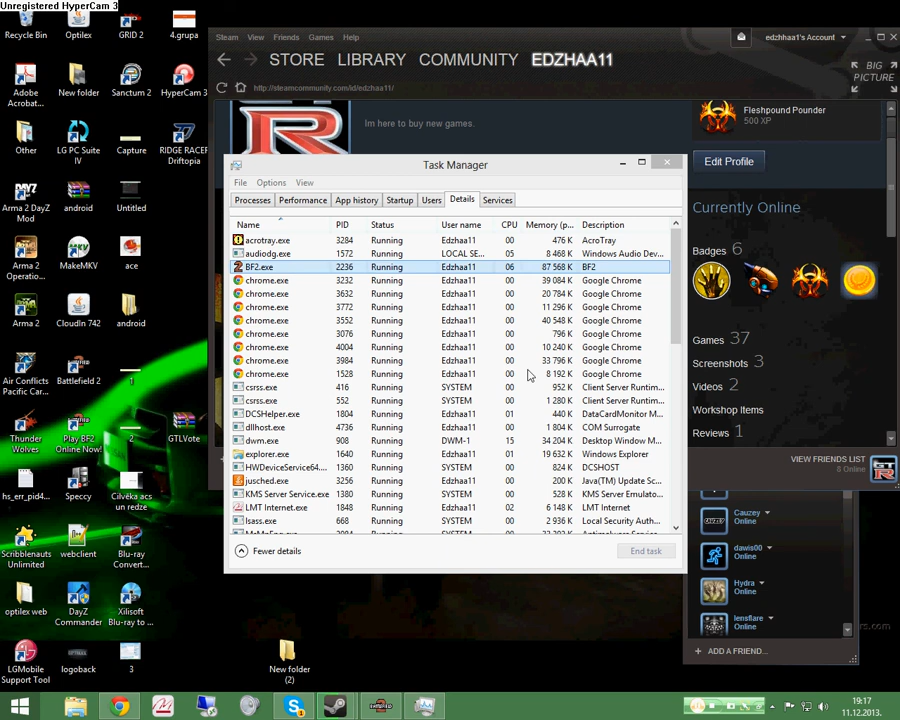 Unregistered HyperCam 3
Recycle Bin
Optilex
GRID 2
4.grupa
Adobe Acrobat...
New folder
Sanctum 2
HyperCam 3
Other
LG PC Suite IV
Capture
RIDGE RACER Driftopia
Arma 2 DayZ Mod
android
Untitled
Arma 2 Operatio...
MakeMKV
ace
Arma 2
CloudIn 742
android
Air Conflicts Pacific Car...
Battlefield 2
1
Thunder Wolves
Play BF2 Online Now!
2
GTLVote
hs_err_pid4...
Speccy
Cilvēka acs un redze
Scribblenauts Unlimited
webclient
Blu-ray Convert...
optilex web
DayZ Commander
Xilisoft Blu-ray to ...
LGMobile Support Tool
logoback
3
New folder (2)
Steam View Friends Games Help
edzhhaa1's Account
STORE LIBRARY COMMUNITY EDZHAA11
BIG PICTURE
http://steamcommunity.com/id/edzhaa11/
Im here to buy new games.
Fleshpound Pounder
500 XP
Edit Profile
Currently Online
Badges 6
Games 37
Screenshots 3
Videos 2
Workshop Items
Reviews 1
VIEW FRIENDS LIST
0 Online
Task Manager
File Options View
Processes Performance App history Startup Users Details Services
Name PID Status User name CPU Memory (p... Description
acrotray.exe 3284 Running Edzhaa11 00 476 K AcroTray
audiodg.exe 1572 Running LOCAL SE... 05 8 468 K Windows Audio Dev...
BF2.exe 2236 Running Edzhaa11 06 87 568 K BF2
chrome.exe 3232 Running Edzhaa11 00 39 084 K Google Chrome
chrome.exe 3632 Running Edzhaa11 00 20 784 K Google Chrome
chrome.exe 3772 Running Edzhaa11 00 11 296 K Google Chrome
chrome.exe 3552 Running Edzhaa11 00 40 548 K Google Chrome
chrome.exe 3076 Running Edzhaa11 00 796 K Google Chrome
chrome.exe 4004 Running Edzhaa11 00 10 240 K Google Chrome
chrome.exe 3984 Running Edzhaa11 00 33 796 K Google Chrome
chrome.exe 1528 Running Edzhaa11 00 8 192 K Google Chrome
csrss.exe 416 Running SYSTEM 00 952 K Client Server Runtim...
csrss.exe 552 Running SYSTEM 00 1 280 K Client Server Runtim...
DCSHelper.exe 1804 Running Edzhaa11 01 440 K DataCardMonitor M...
dllhost.exe 4736 Running Edzhaa11 00 1 808 K COM Surrogate
dwm.exe 908 Running DWM-1 15 34 204 K Desktop Window M...
explorer.exe 1640 Running Edzhaa11 01 19 632 K Windows Explorer
HWDeviceService64.... 1360 Running SYSTEM 00 824 K DCSHOST
jusched.exe 3256 Running Edzhaa11 00 200 K Java(TM) Update Sc...
KMS Server Service.exe 1380 Running SYSTEM 00 528 K KMS Server Emulato...
LMT Internet.exe 1848 Running Edzhaa11 02 6 148 K LMT Internet
lsass.exe 668 Running SYSTEM 00 2 936 K Local Security Auth...
Fewer details
End task
Cauzey
Online
dawis00
Online
Hydra
Online
lensflare
Online
ADD A FRIEND...
19:17
11.12.2013.